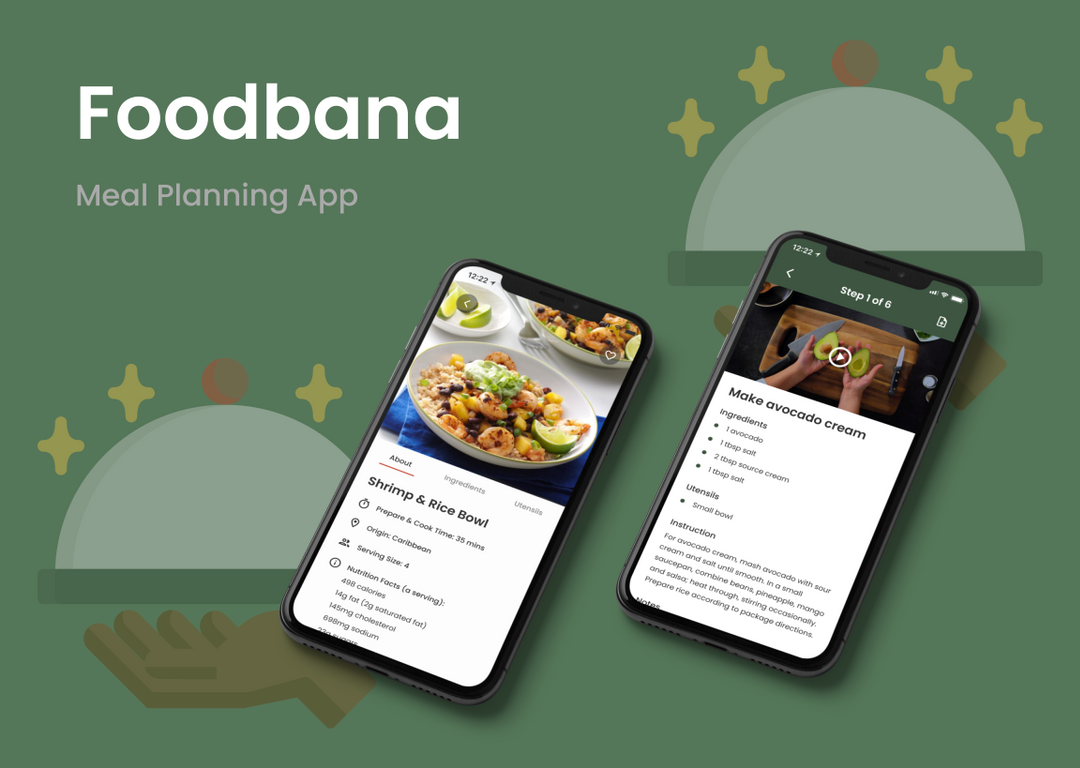 Foodbana
Meal Planning App
12:22
About
Ingredients
Utensils
Shrimp & Rice Bowl
Prepare & Cook Time: 35 mins
Origin: Caribbean
Serving Size: 4
Nutrition Facts (a serving):
498 calories
14g fat (2g saturated fat)
145mg cholesterol
698mg sodium
12:22
Step 1 of 6
Make avocado cream
Ingredients
1 avocado
1 tbsp salt
2 tbsp source cream
1 tbsp salt
Utensils
Small bowl
Instruction
For avocado cream, mash avocado with sour
cream and salt until smooth. In a small
saucepan, combine beans, pineapple, mango
and salsa; heat through, stirring occasionally.
Prepare rice according to package directions.
Notes